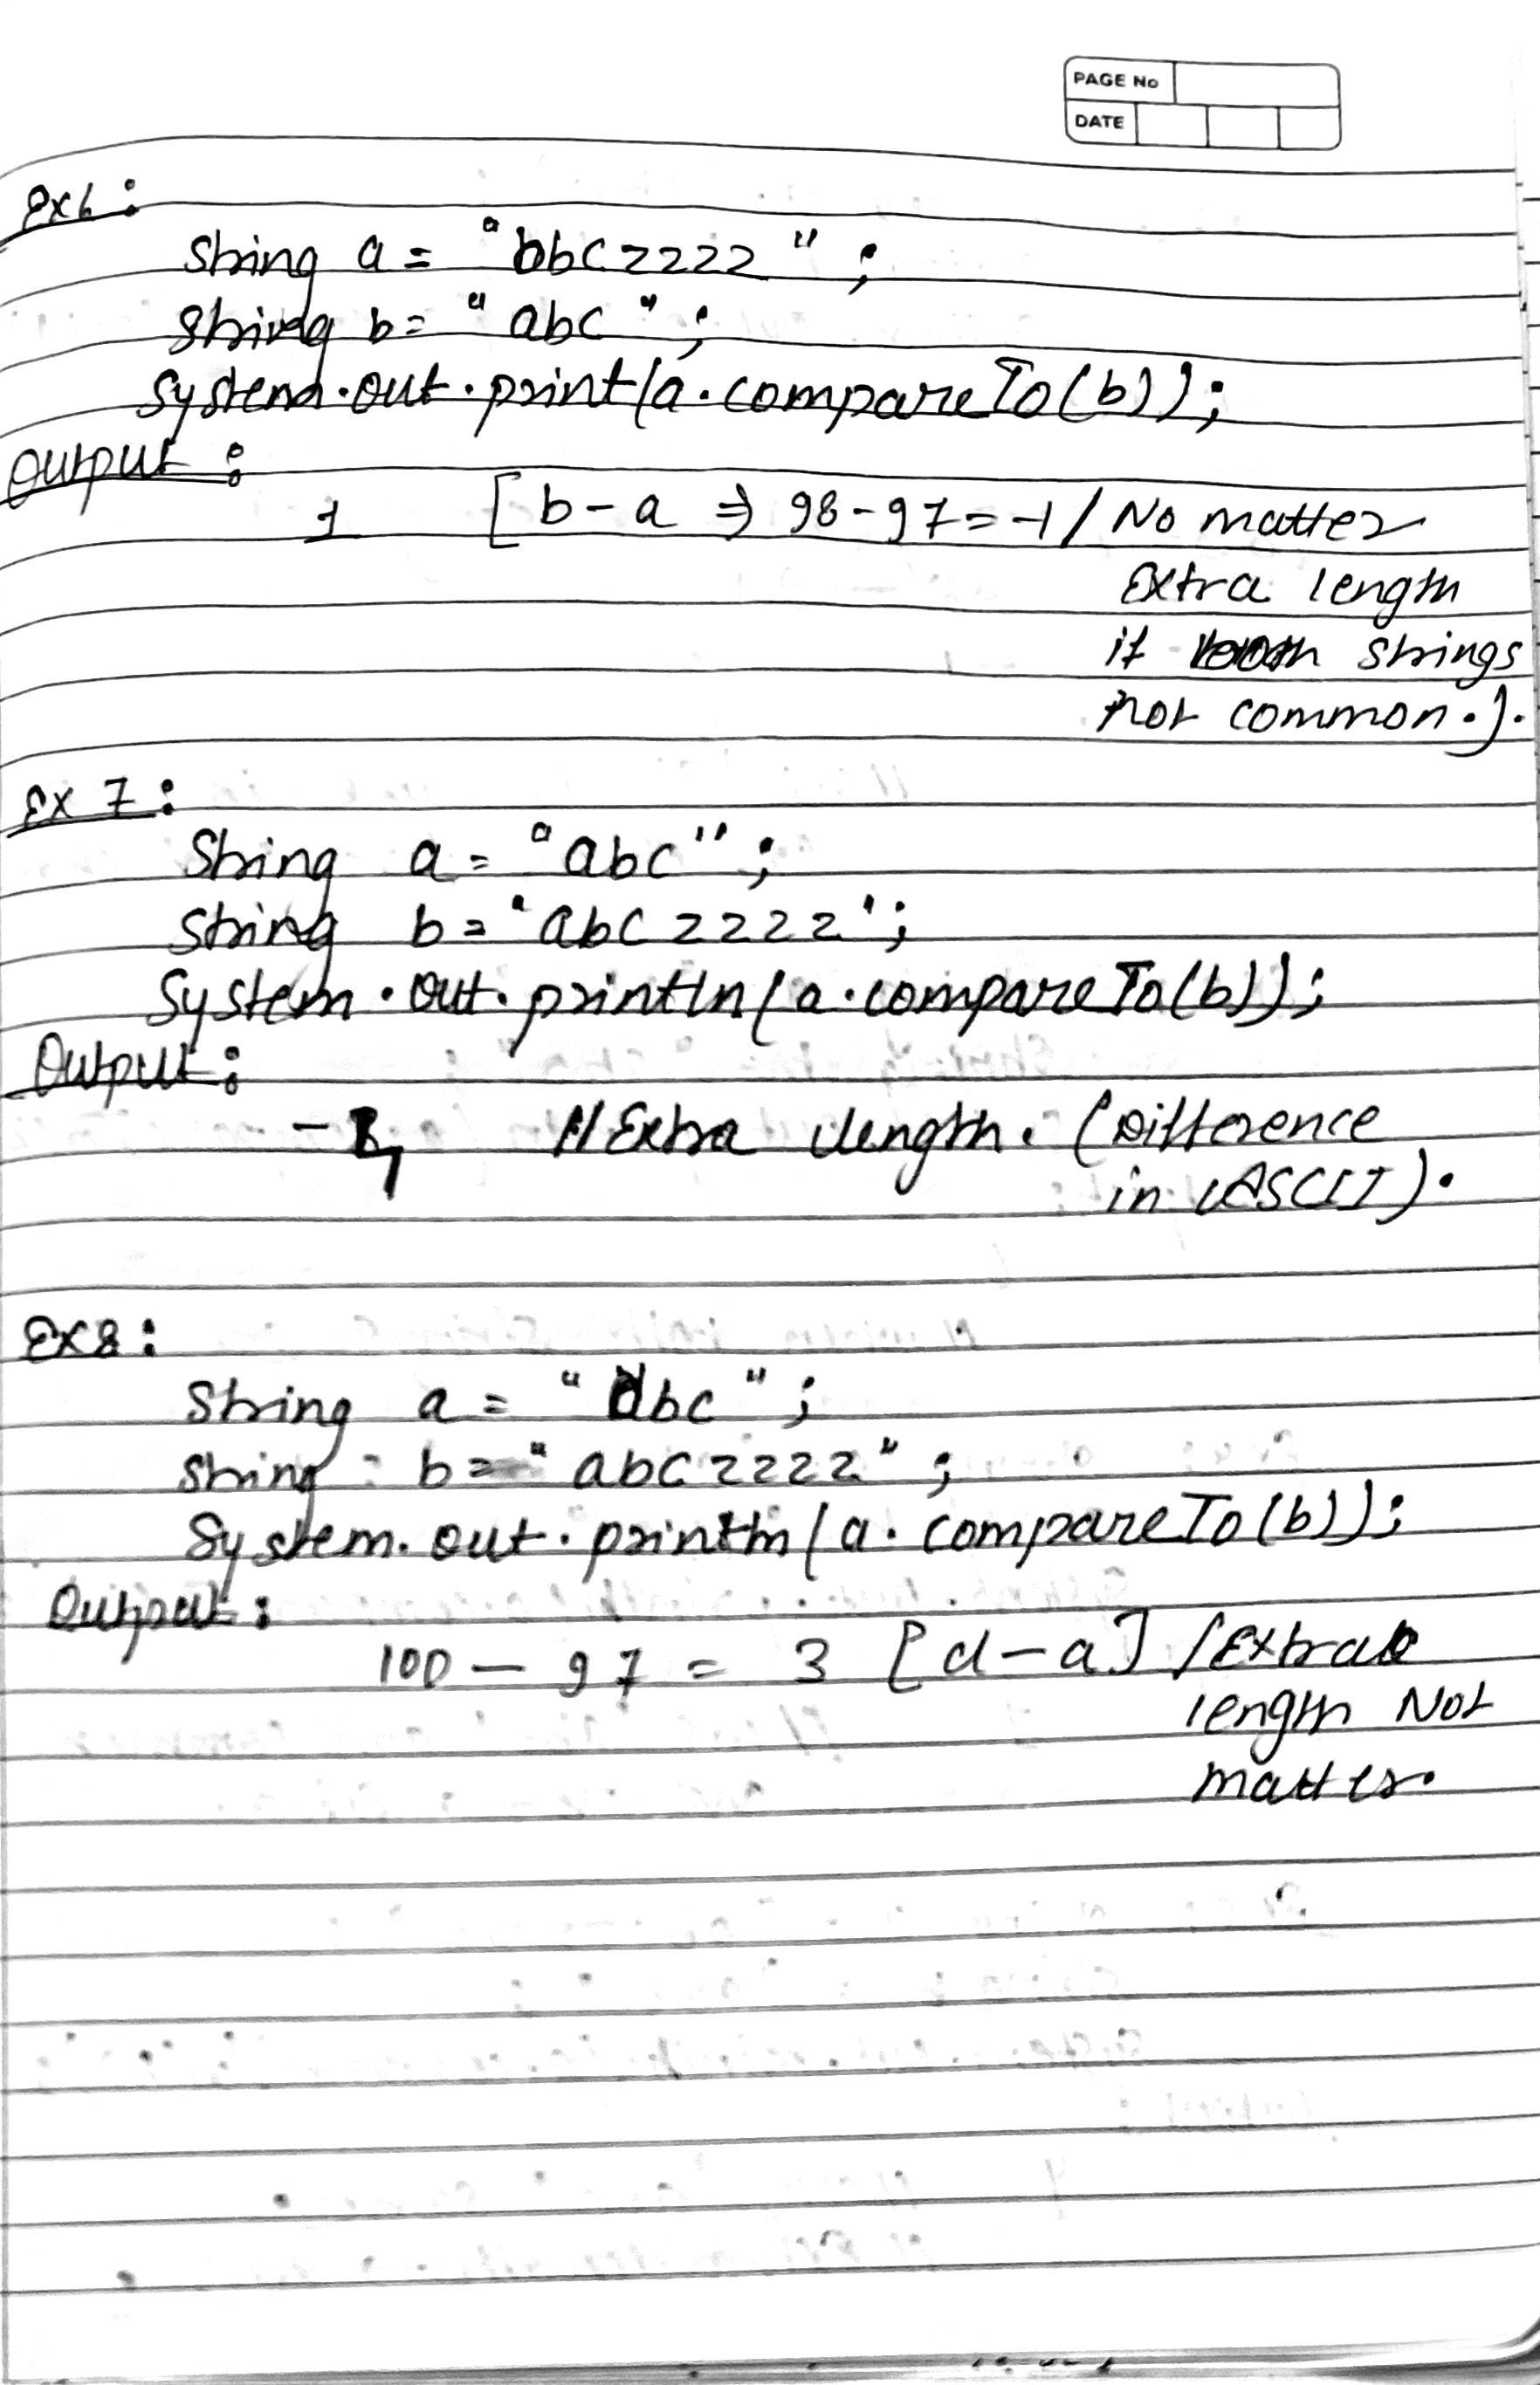 PAGE No
DATE
Ex6:
String a = "bbczzzz";
String b = "abc";
System.out.print(a.compareTo(b));
Output:
1 [b-a ⇒ 98-97=-1/No matter
Extra length
if both strings
not common.].
Ex 7:
String a = "abc";
String b = "abczzzz";
System.out.println(a.compareTo(b));
Output:
-4 //Extra length. (Difference
in ASCII).
Ex8:
String a = "dbc";
String b = "abczzzz";
System.out.println(a.compareTo(b));
Output:
100 - 97 = 3 [d-a] /Extra
length Not
matter.